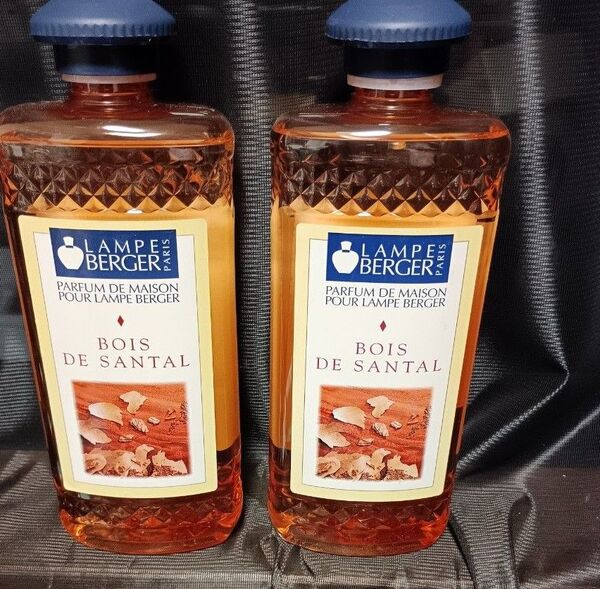 LAMPE
BERGER
PARIS
PARFUM DE MAISON
POUR LAMPE BERGER
BOIS
DE SANTAL
LAMPE
BERGER
PARIS
PARFUM DE MAISON
POUR LAMPE BERGER
BOIS
DE SANTAL